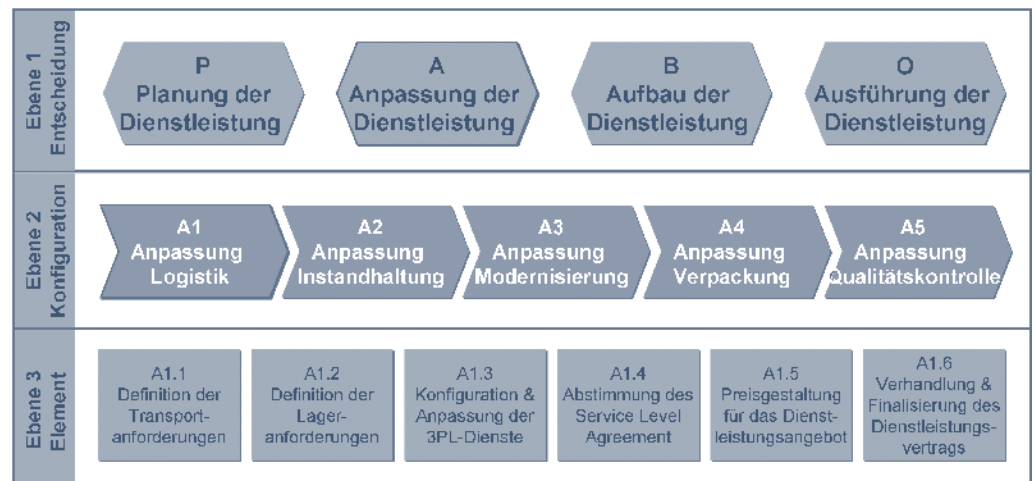 Ebene 1
Entscheidung
P
Planung der
Dienstleistung
A
Anpassung der
Dienstleistung
B
Aufbau der
Dienstleistung
O
Ausführung der
Dienstleistung
Ebene 2
Konfiguration
A1
Anpassung
Logistik
A2
Anpassung
Instandhaltung
A3
Anpassung
Modernisierung
A4
Anpassung
Verpackung
A5
Anpassung
Qualitätskontrolle
Ebene 3
Element
A1.1
Definition der
Transport-
anforderungen
A1.2
Definition der
Lager-
anforderungen
A1.3
Konfiguration &
Anpassung der
3PL-Dienste
A1.4
Abstimmung des
Service Level
Agreement
A1.5
Preisgestaltung
für das Dienst-
leistungsangebot
A1.6
Verhandlung &
Finalisierung des
Dienstleistungs-
vertrags